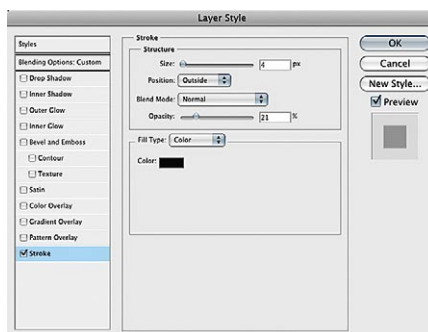 Layer Style
Styles
Blending Options: Custom
Drop Shadow
Inner Shadow
Outer Glow
Inner Glow
Bevel and Emboss
Contour
Texture
Satin
Color Overlay
Gradient Overlay
Pattern Overlay
Stroke
Stroke
Structure
Size: 4 px
Position: Outside
Blend Mode: Normal
Opacity: 21 %
Fill Type: Color
Color:
OK
Cancel
New Style...
Preview